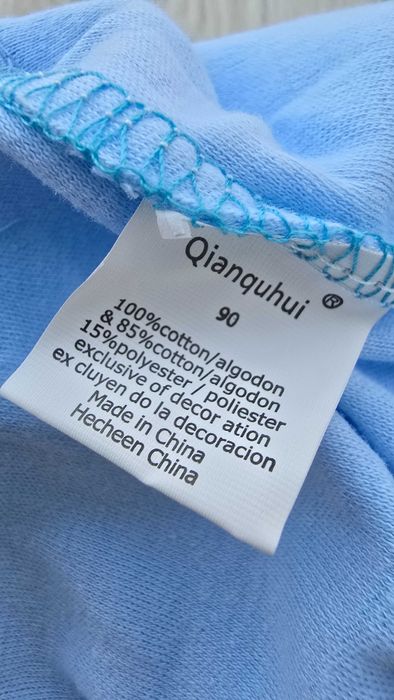 Qianquhui ®
90
100%cotton/algodon
& 85%cotton/algodon
15%polyester / poliester
exclusive of decor ation
ex cluyen do la decoracion
Made in China
Hecheen China